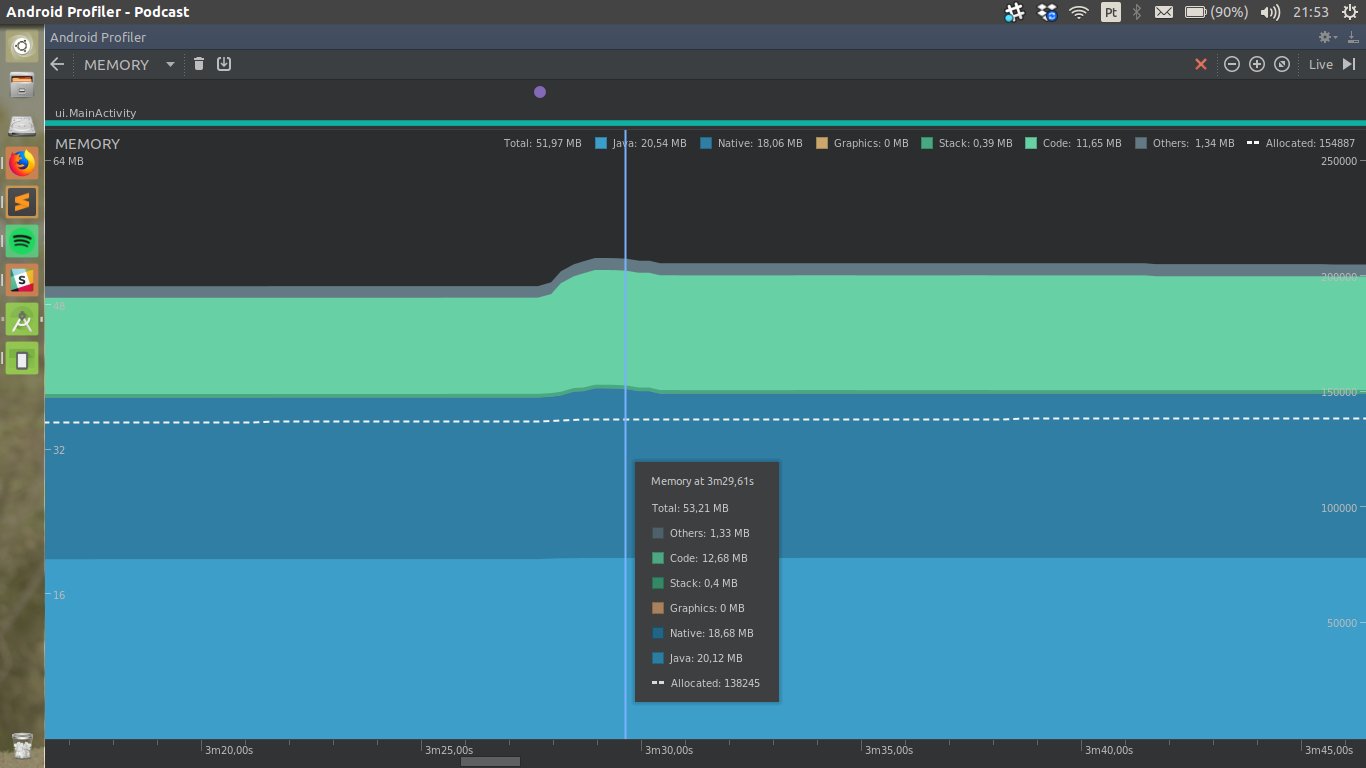 Android Profiler - Podcast
Pt
(90%)
21:53
Android Profiler
MEMORY
Live
ui.MainActivity
MEMORY
Total: 51,97 MB
Java: 20,54 MB
Native: 18,06 MB
Graphics: 0 MB
Stack: 0,39 MB
Code: 11,65 MB
Others: 1,34 MB
Allocated: 154887
64 MB
250000
48
200000
150000
32
100000
16
50000
Memory at 3m29,61s
Total: 53,21 MB
Others: 1,33 MB
Code: 12,68 MB
Stack: 0,4 MB
Graphics: 0 MB
Native: 18,68 MB
Java: 20,12 MB
Allocated: 138245
3m20,00s
3m25,00s
3m30,00s
3m35,00s
3m40,00s
3m45,00s